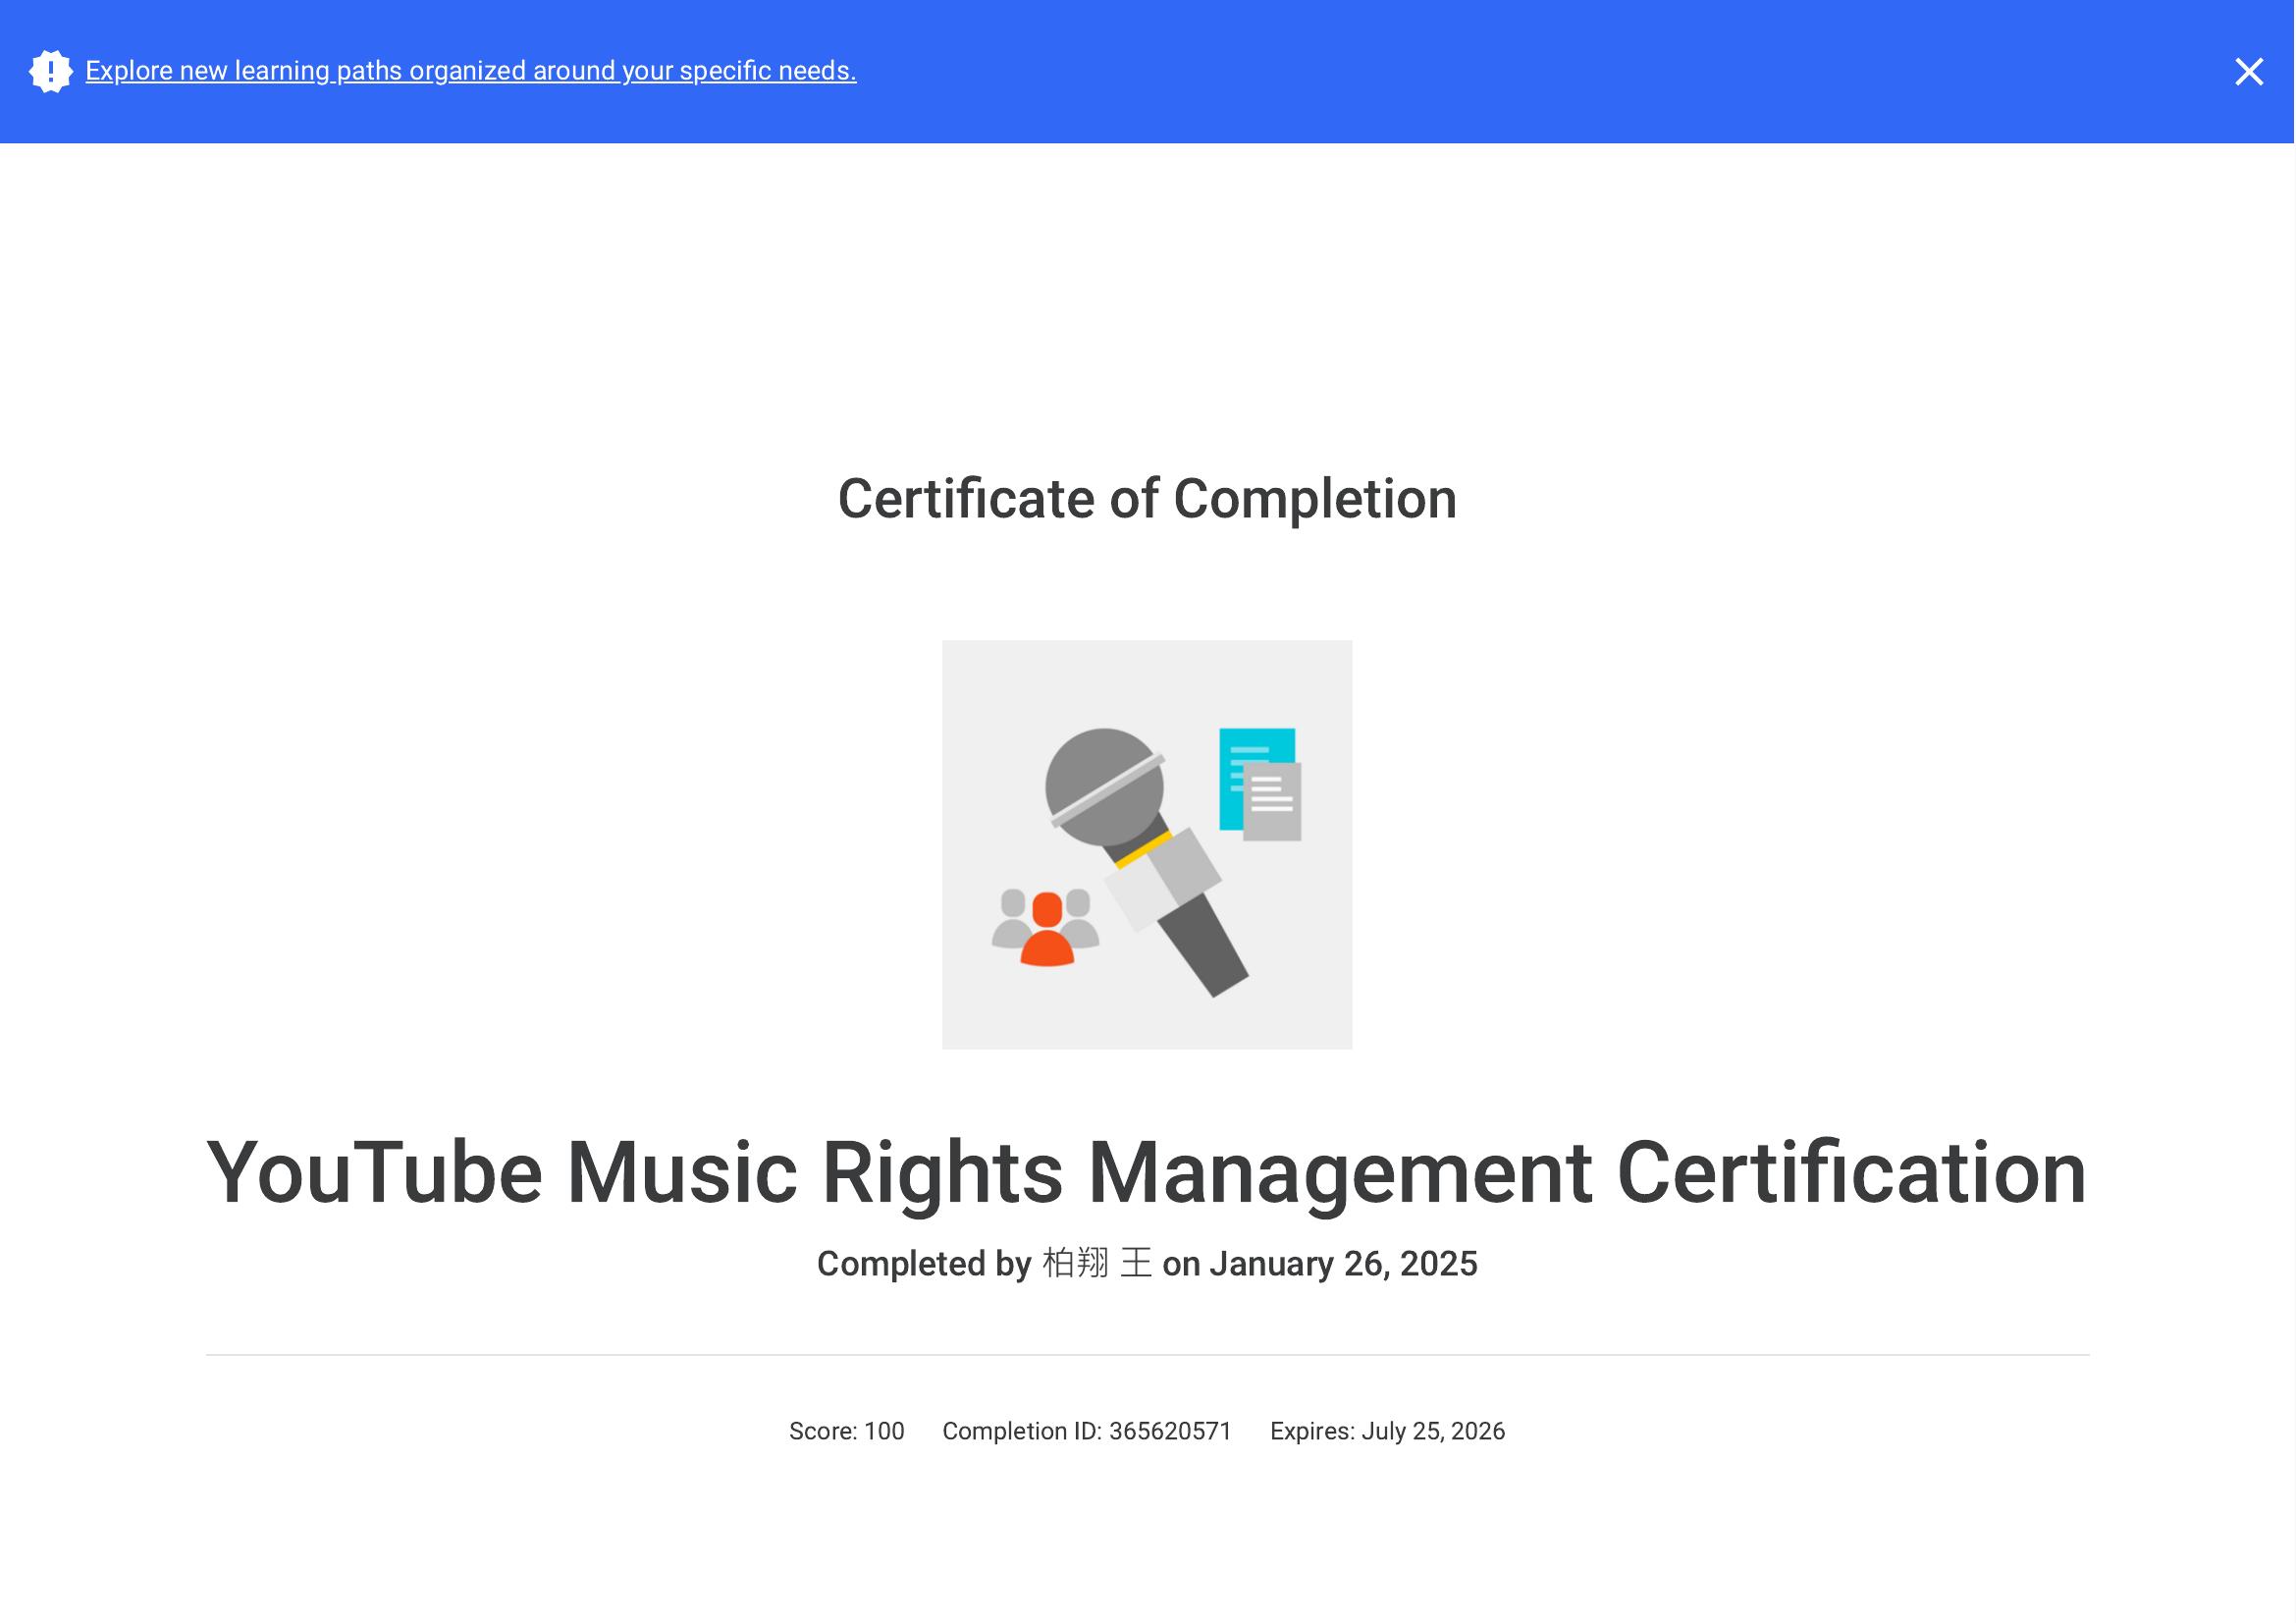 Explore new learning paths organized around your specific needs.
Certificate of Completion
YouTube Music Rights Management Certification
Completed by 柏翔 王 on January 26, 2025
Score: 100 Completion ID: 365620571 Expires: July 25, 2026